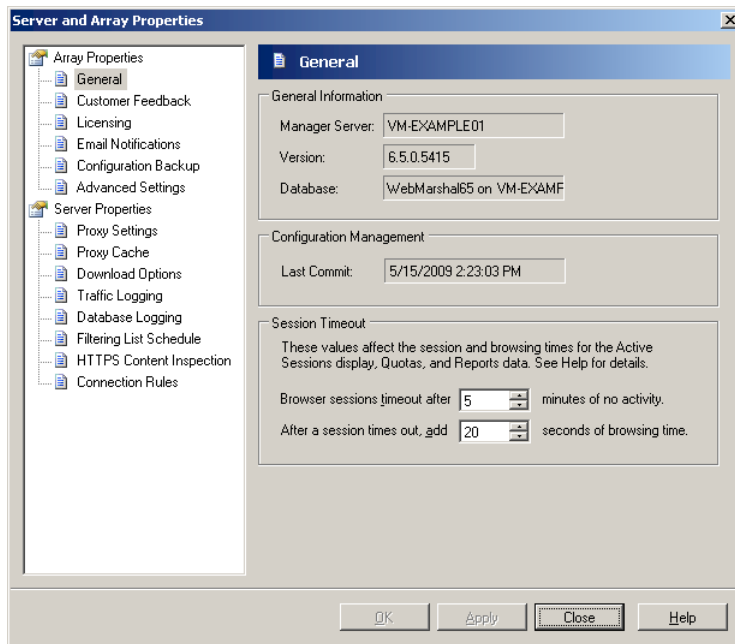 Server and Array Properties
Array Properties
General
Customer Feedback
Licensing
Email Notifications
Configuration Backup
Advanced Settings
Server Properties
Proxy Settings
Proxy Cache
Download Options
Traffic Logging
Database Logging
Filtering List Schedule
HTTPS Content Inspection
Connection Rules
General
General Information
Manager Server: VM-EXAMPLE01
Version: 6.5.0.5415
Database: WebMarshal65 on VM-EXAMF
Configuration Management
Last Commit: 5/15/2009 2:23:03 PM
Session Timeout
These values affect the session and browsing times for the Active
Sessions display, Quotas, and Reports data. See Help for details.
Browser sessions timeout after 5 minutes of no activity.
After a session times out, add 20 seconds of browsing time.
OK Apply Close Help